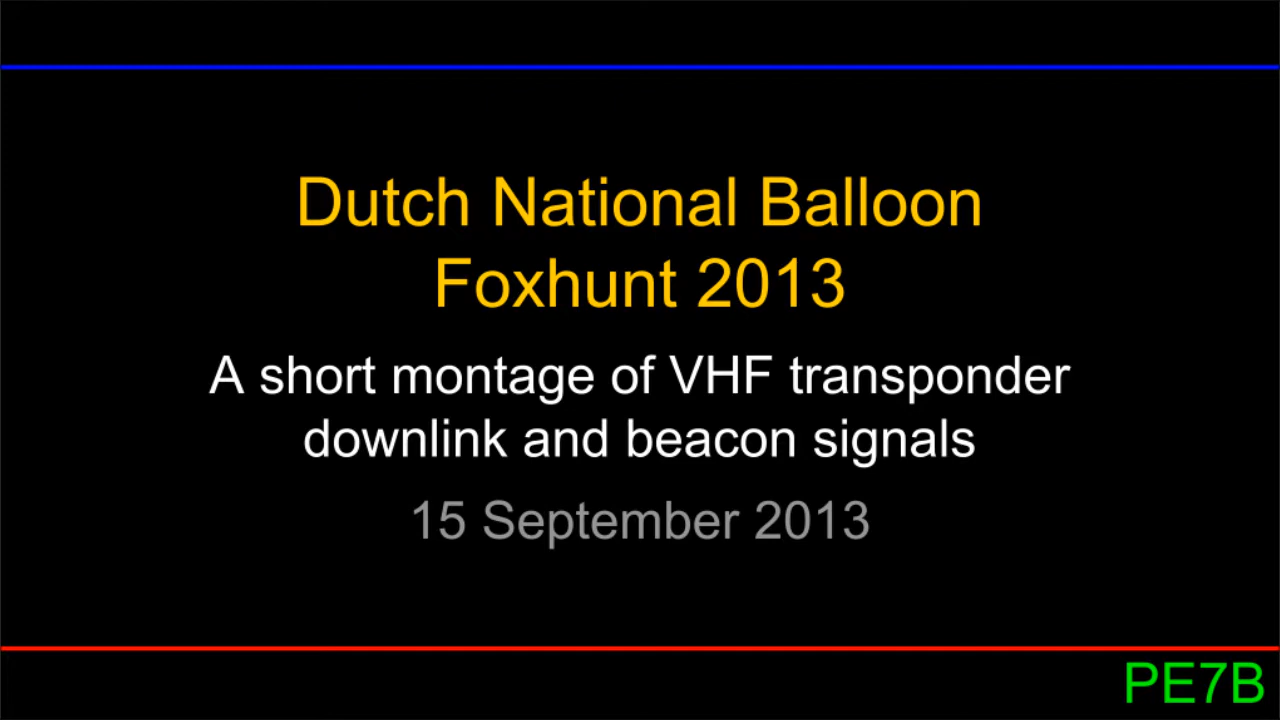 Dutch National Balloon
Foxhunt 2013
A short montage of VHF transponder
downlink and beacon signals
15 September 2013
PE7B